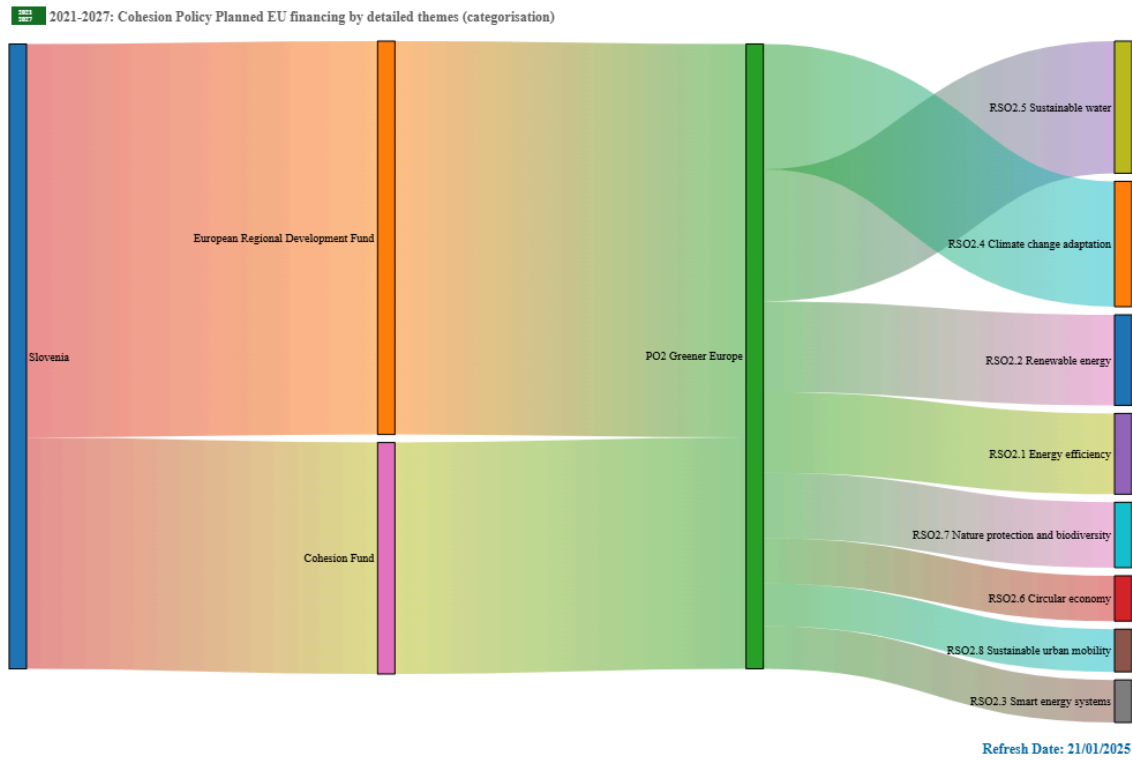 2021
2027
2021-2027: Cohesion Policy Planned EU financing by detailed themes (categorisation)
RSO2.5 Sustainable water
European Regional Development Fund
RSO2.4 Climate change adaptation
Slovenia
PO2 Greener Europe
RSO2.2 Renewable energy
RSO2.1 Energy efficiency
RSO2.7 Nature protection and biodiversity
Cohesion Fund
RSO2.6 Circular economy
RSO2.8 Sustainable urban mobility
RSO2.3 Smart energy systems
Refresh Date: 21/01/2025